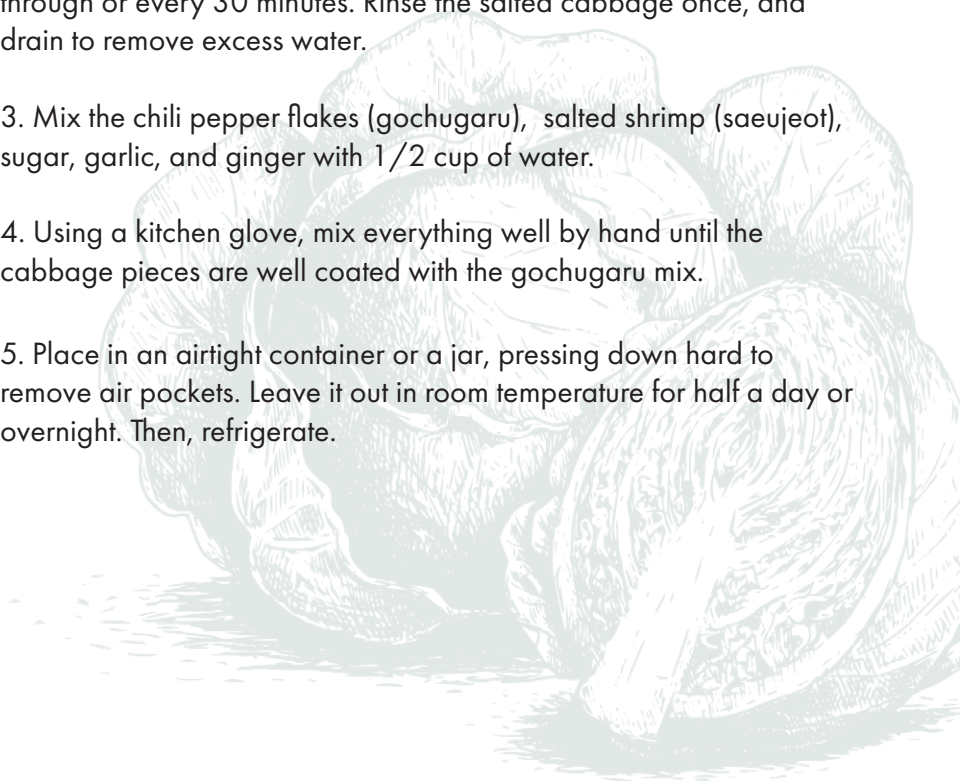 through or every 30 minutes. Rinse the salted cabbage once, and
drain to remove excess water.
3. Mix the chili pepper flakes (gochugaru),  salted shrimp (saeujeot),
sugar, garlic, and ginger with 1/2 cup of water.
4. Using a kitchen glove, mix everything well by hand until the
cabbage pieces are well coated with the gochugaru mix.
5. Place in an airtight container or a jar, pressing down hard to
remove air pockets. Leave it out in room temperature for half a day or
overnight. Then, refrigerate.